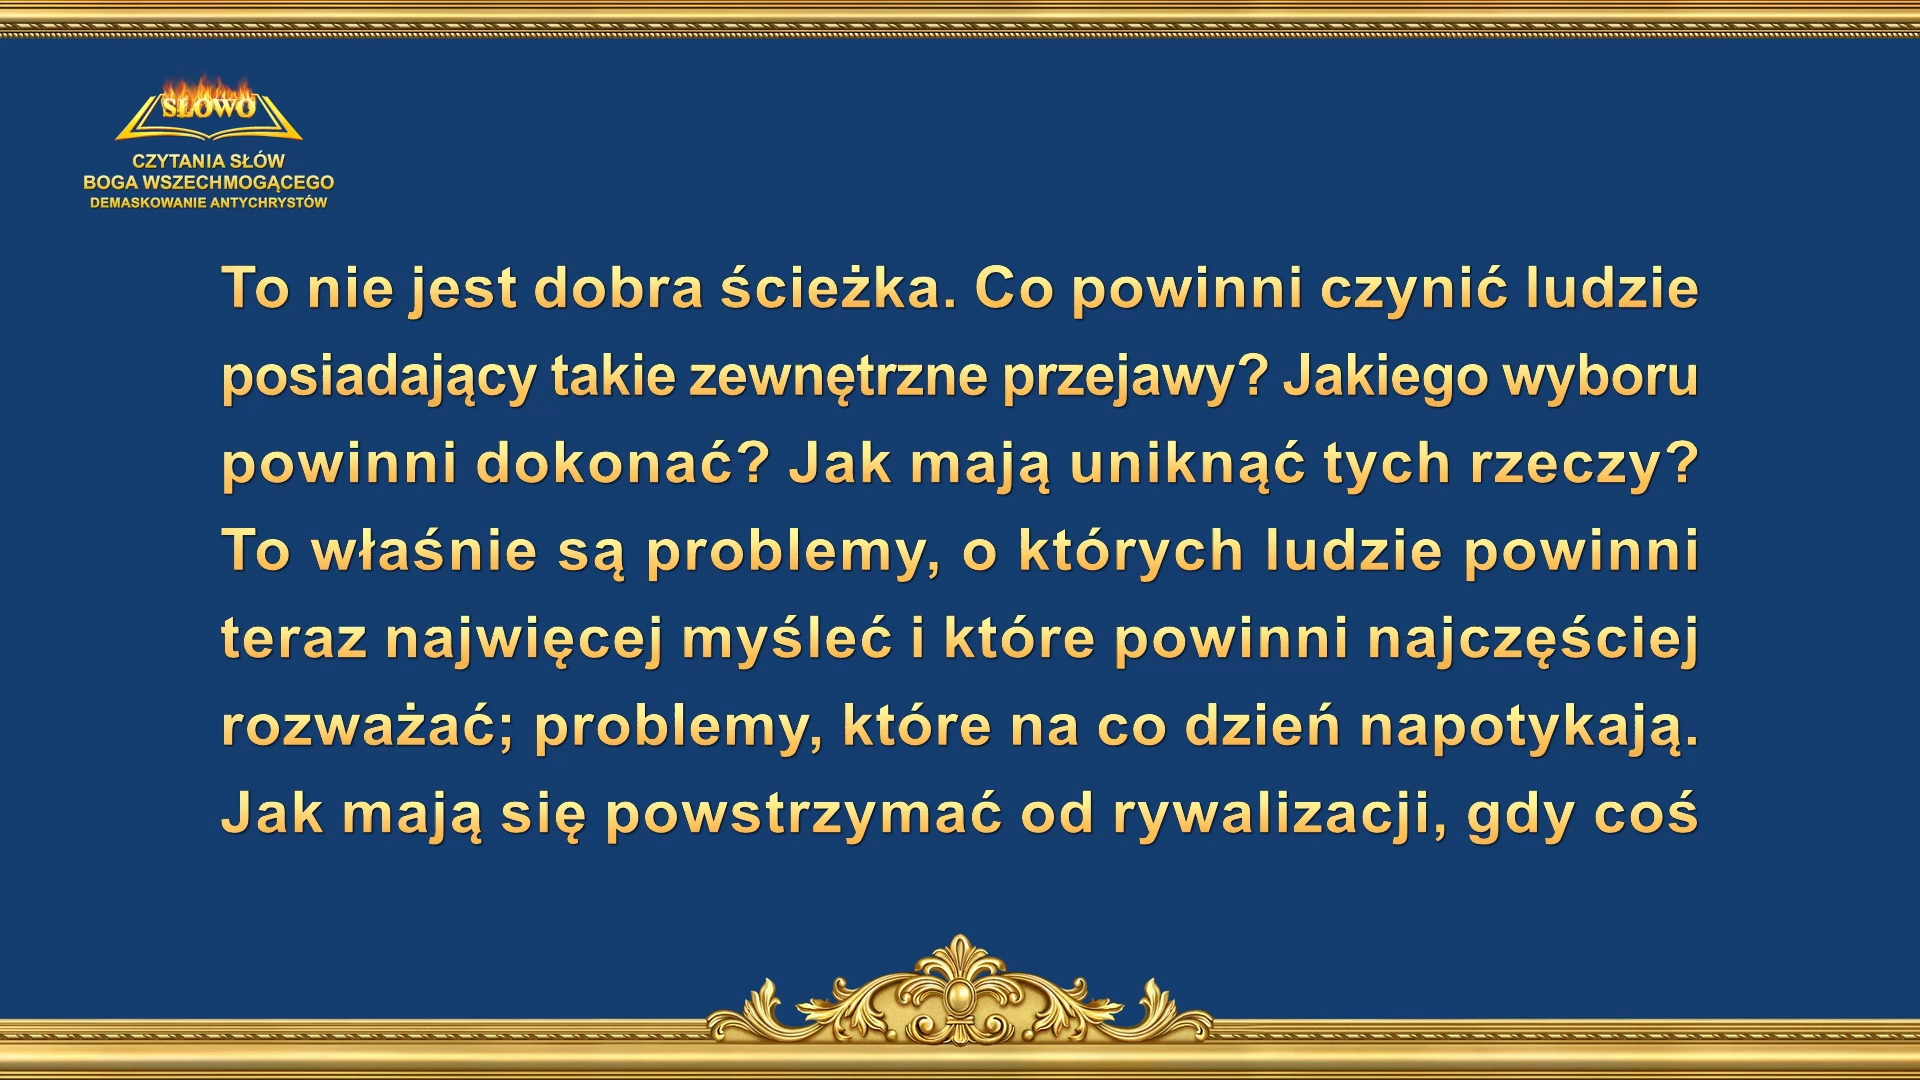 SŁOWO
CZYTANIA SŁÓW
BOGA WSZECHMOGĄCEGO
DEMASKOWANIE ANTYCHRYSTÓW
To nie jest dobra ścieżka. Co powinni czynić ludzie
posiadający takie zewnętrzne przejawy? Jakiego wyboru
powinni dokonać? Jak mają uniknąć tych rzeczy?
To właśnie są problemy, o których ludzie powinni
teraz najwięcej myśleć i które powinni najczęściej
rozważać; problemy, które na co dzień napotykają.
Jak mają się powstrzymać od rywalizacji, gdy coś